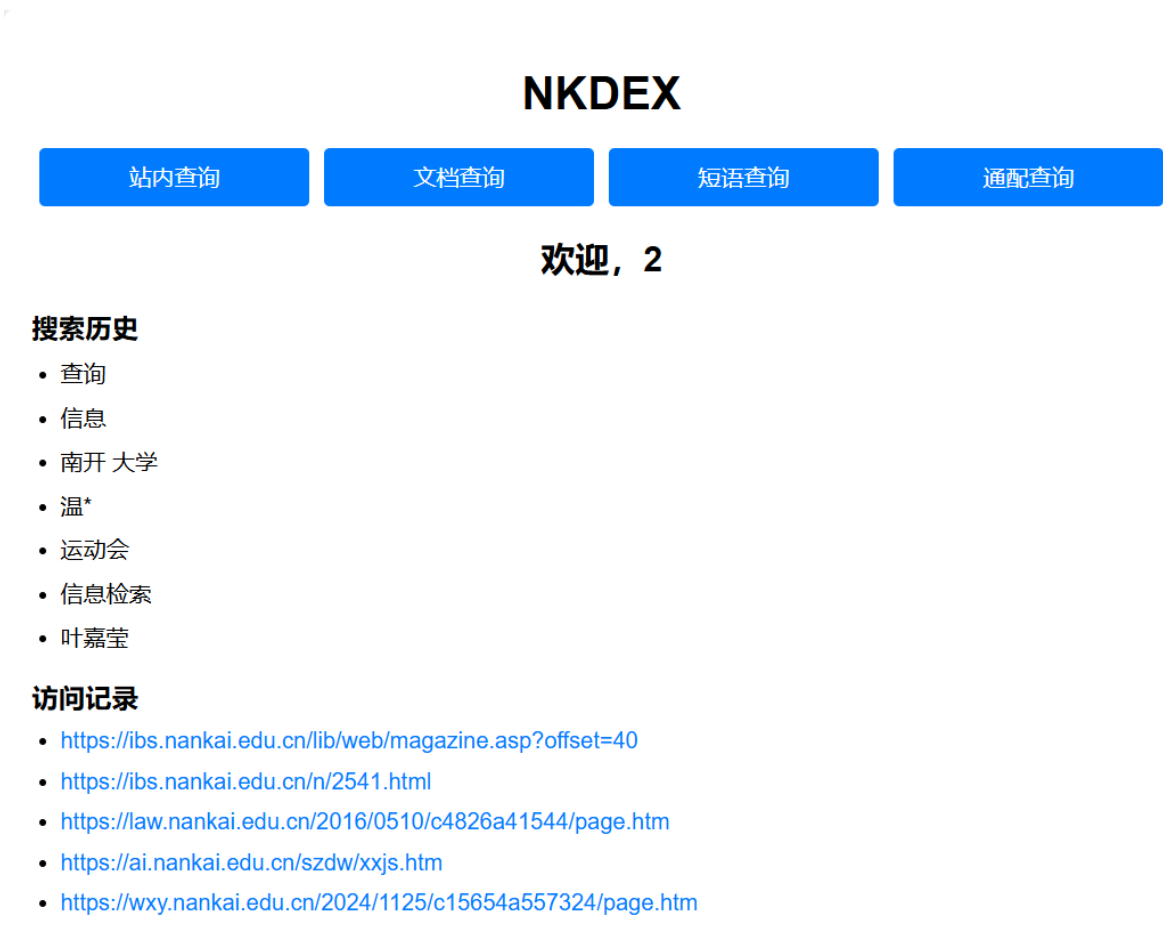 NKDEX
站内查询 文档查询 短语查询 通配查询
欢迎，2
搜索历史
查询
信息
南开 大学
温*
运动会
信息检索
叶嘉莹
访问记录
https://ibs.nankai.edu.cn/lib/web/magazine.asp?offset=40
https://ibs.nankai.edu.cn/n/2541.html
https://law.nankai.edu.cn/2016/0510/c4826a41544/page.htm
https://ai.nankai.edu.cn/szdw/xxjs.htm
https://wxy.nankai.edu.cn/2024/1125/c15654a557324/page.htm